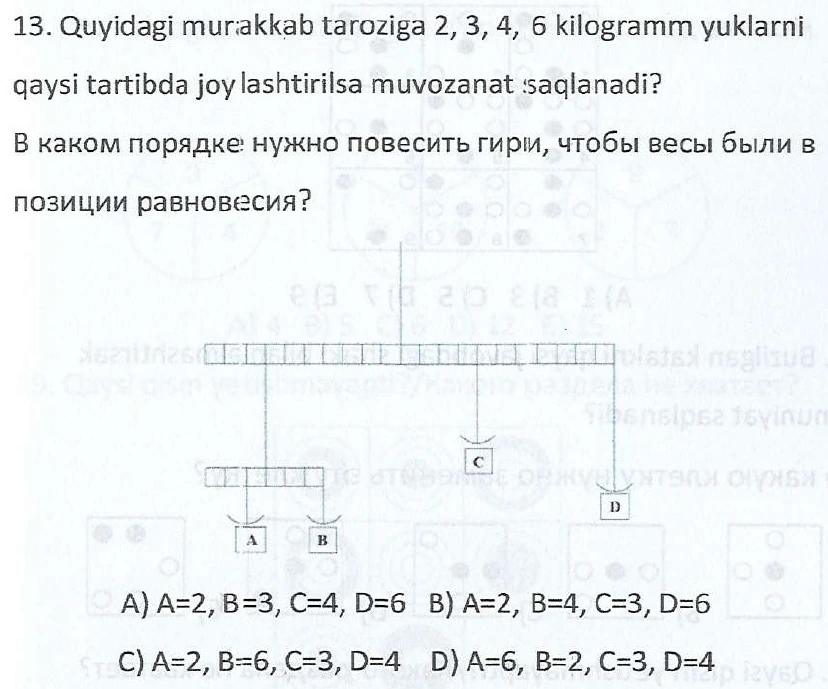 13. Quyidagi murakkab taroziga 2, 3, 4, 6 kilogramm yuklarni
qaysi tartibda joylashtirilsa muvozanat saqlanadi?
В каком порядке нужно повесить гири, чтобы весы были в
позиции равновесия?
C
D
A B
A) A=2, B=3, C=4, D=6 B) A=2, B=4, C=3, D=6
C) A=2, B=6, C=3, D=4 D) A=6, B=2, C=3, D=4